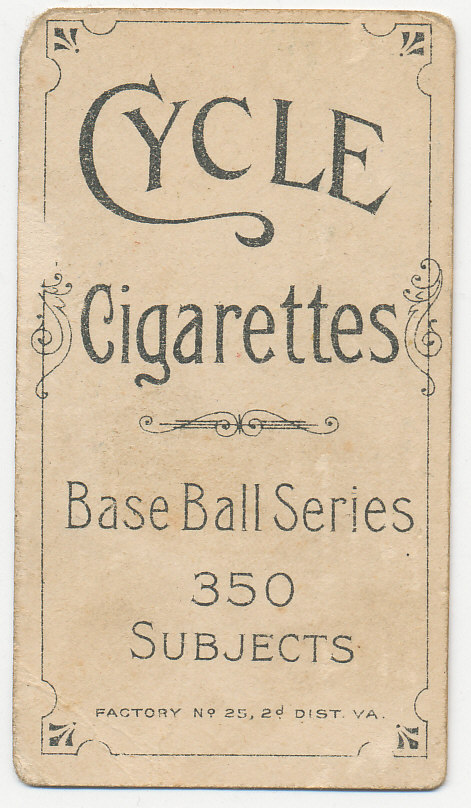 CYCLE
Cigarettes
Base Ball Series
350
SUBJECTS
FACTORY Nº 25, 2ᵈ DIST. VA.